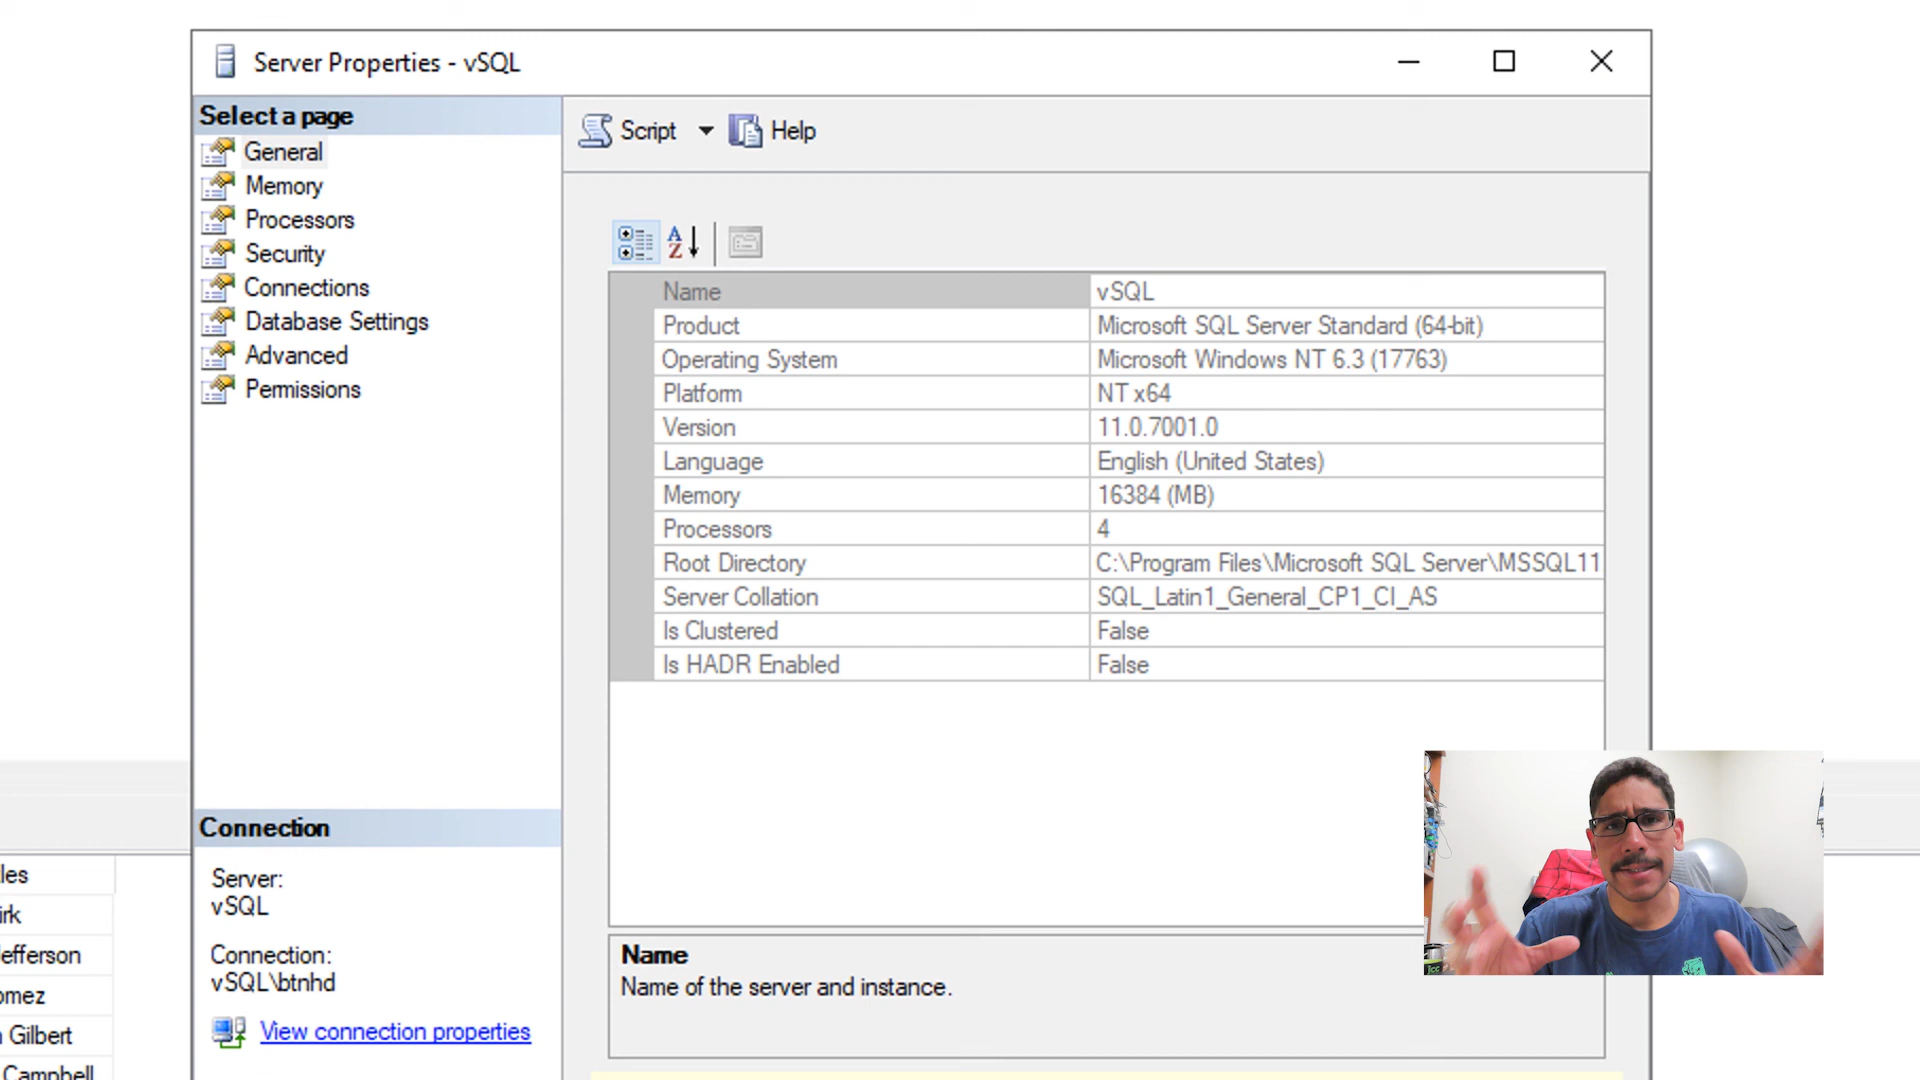 Server Properties - vSQL
Select a page
General
Memory
Processors
Security
Connections
Database Settings
Advanced
Permissions
Script
Help
Name vSQL
Product Microsoft SQL Server Standard (64-bit)
Operating System Microsoft Windows NT 6.3 (17763)
Platform NT x64
Version 11.0.7001.0
Language English (United States)
Memory 16384 (MB)
Processors 4
Root Directory C:\Program Files\Microsoft SQL Server\MSSQL11
Server Collation SQL_Latin1_General_CP1_CI_AS
Is Clustered False
Is HADR Enabled False
Name
Name of the server and instance.
Connection
Server:
vSQL
Connection:
vSQL\btnhd
View connection properties
les
irk
efferson
omez
Gilbert
Campbell